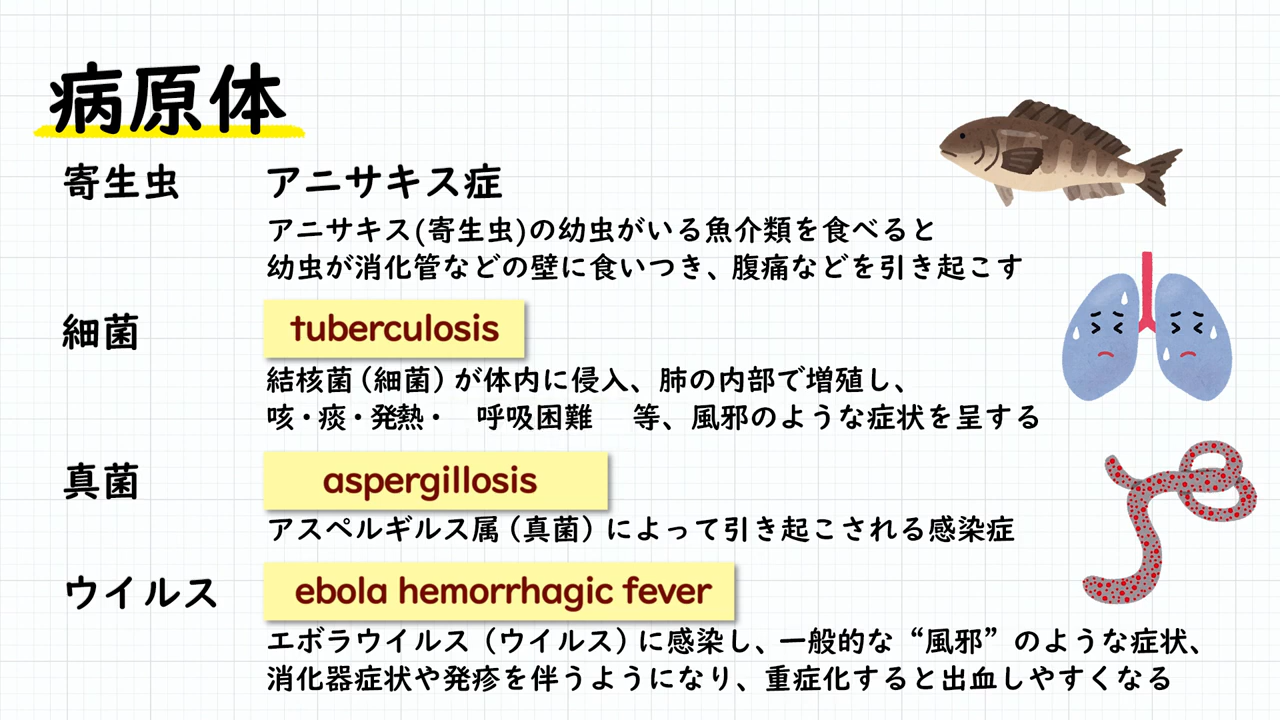 病原体
寄生虫 アニサキス症
アニサキス(寄生虫)の幼虫がいる魚介類を食べると
幼虫が消化管などの壁に食いつき、腹痛などを引き起こす
細菌 tuberculosis
結核菌(細菌)が体内に侵入、肺の内部で増殖し、
咳・痰・発熱・ 呼吸困難 等、風邪のような症状を呈する
真菌 aspergillosis
アスペルギルス属(真菌)によって引き起こされる感染症
ウイルス ebola hemorrhagic fever
エボラウイルス(ウイルス)に感染し、一般的な“風邪”のような症状、
消化器症状や発疹を伴うようになり、重症化すると出血しやすくなる